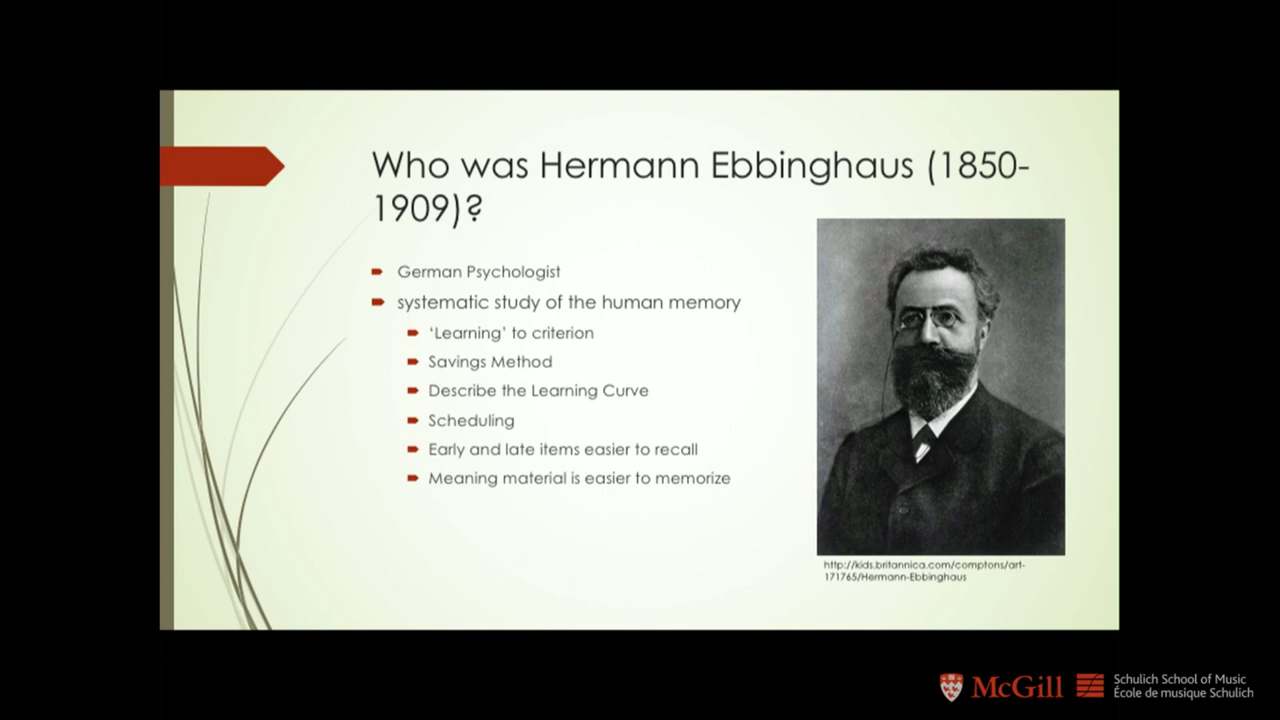 Who was Hermann Ebbinghaus (1850-
1909)?
German Psychologist
systematic study of the human memory
‘Learning’ to criterion
Savings Method
Describe the Learning Curve
Scheduling
Early and late items easier to recall
Meaning material is easier to memorize
http://kids.britannica.com/comptons/art-
171765/Hermann-Ebbinghaus
McGill
Schulich School of Music
École de musique Schulich